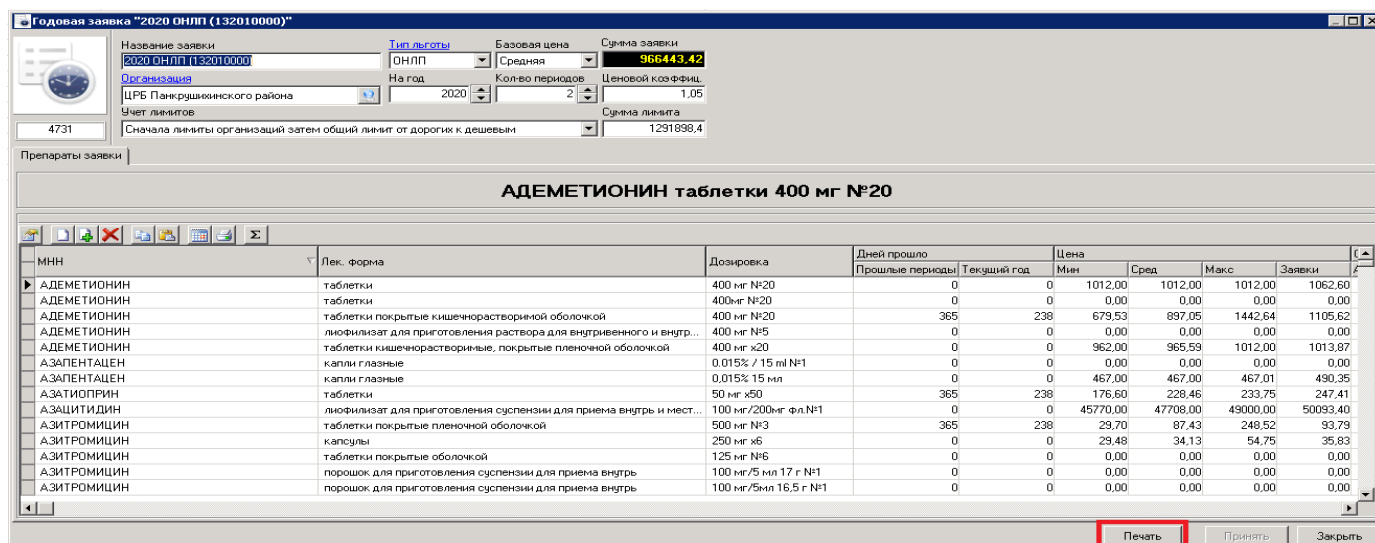 Годовая заявка "2020 ОНЛП (132010000)"
Название заявки Тип льготы Базовая цена Сумма заявки
2020 ОНЛП (132010000) ОНЛП Средняя 966443,42
Организация На год Кол-во периодов Ценовой коэффиц.
ЦРБ Панкрушихинского района 2020 2 1,05
Учет лимитов Сумма лимита
4731 Сначала лимиты организаций затем общий лимит от дорогих к дешевым 1291898,4
Препараты заявки
АДЕМЕТИОНИН таблетки 400 мг №20
МНН Лек. форма Дозировка Дней прошло Цена
Прошлые периоды Текущий год Мин Сред Макс Заявки
АДЕМЕТИОНИН таблетки 400 мг №20 0 0 1012,00 1012,00 1012,00 1062,60
АДЕМЕТИОНИН таблетки 400мг №20 0 0 0,00 0,00 0,00 0,00
АДЕМЕТИОНИН таблетки покрытые кишечнорастворимой оболочкой 400 мг №20 365 238 679,53 897,05 1442,64 1105,62
АДЕМЕТИОНИН лиофилизат для приготовления раствора для внутривенного и внутр... 400 мг №5 0 0 0,00 0,00 0,00 0,00
АДЕМЕТИОНИН таблетки кишечнорастворимые, покрытые пленочной оболочкой 400 мг x20 0 0 962,00 965,59 1012,00 1013,87
АЗАПЕНТАЦЕН капли глазные 0.015% / 15 ml №1 0 0 0,00 0,00 0,00 0,00
АЗАПЕНТАЦЕН капли глазные 0,015% 15 мл 0 0 467,00 467,00 467,01 490,35
АЗАТИОПРИН таблетки 50 мг x50 365 238 176,60 228,46 233,75 247,41
АЗАЦИТИДИН лиофилизат для приготовления суспензии для приема внутрь и мест... 100 мг/200мг фл.№1 0 0 45770,00 47708,00 49000,00 50093,40
АЗИТРОМИЦИН таблетки покрытые пленочной оболочкой 500 мг №3 365 238 29,70 87,43 248,52 93,79
АЗИТРОМИЦИН капсулы 250 мг x6 0 0 29,48 34,13 54,75 35,83
АЗИТРОМИЦИН таблетки покрытые оболочкой 125 мг №6 0 0 0,00 0,00 0,00 0,00
АЗИТРОМИЦИН порошок для приготовления суспензии для приема внутрь 100 мг/5 мл 17 г №1 0 0 0,00 0,00 0,00 0,00
АЗИТРОМИЦИН порошок для приготовления суспензии для приема внутрь 100 мг/5мл 16,5 г №1 0 0 0,00 0,00 0,00 0,00
Печать Принять Закрыть